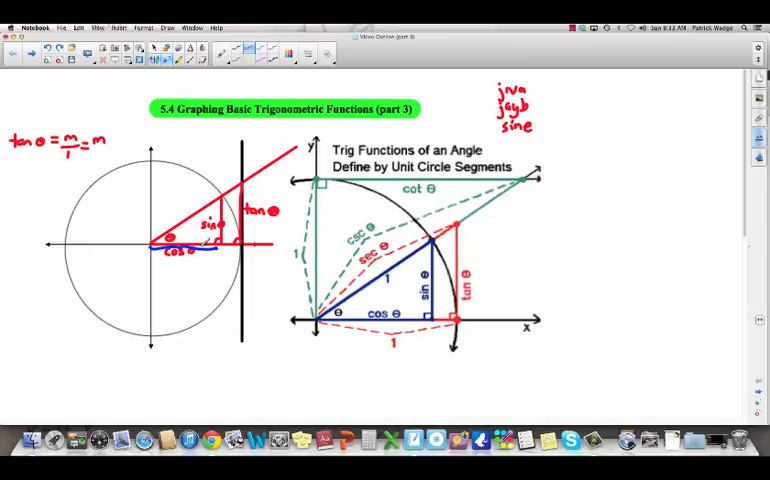 Notebook File Edit View Insert Format Draw Window Help
Sun 8:33 AM Patrick Wadge
Video Outline (part 3)
5.4 Graphing Basic Trigonometric Functions (part 3)
jiva
jayb
sine
tan θ = m/1 = m
sin θ
tan θ
θ
cos θ
y
Trig Functions of an Angle
Define by Unit Circle Segments
cot θ
csc θ
sec θ
1
1
sin θ
tan θ
θ
cos θ
x
1